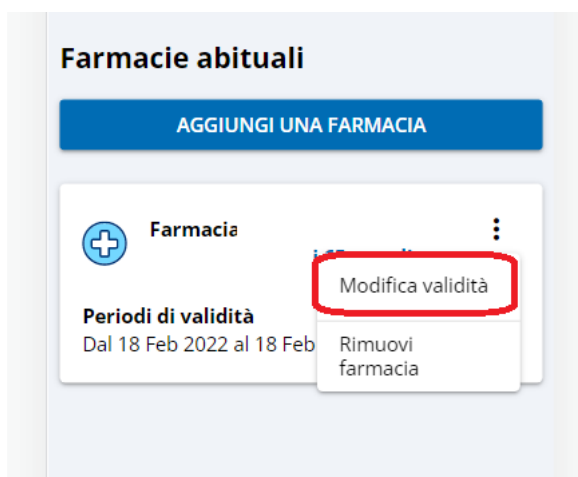 Farmacie abituali
AGGIUNGI UNA FARMACIA
Farmacia
Modifica validità
Periodi di validità
Dal 18 Feb 2022 al 18 Feb
Rimuovi
farmacia